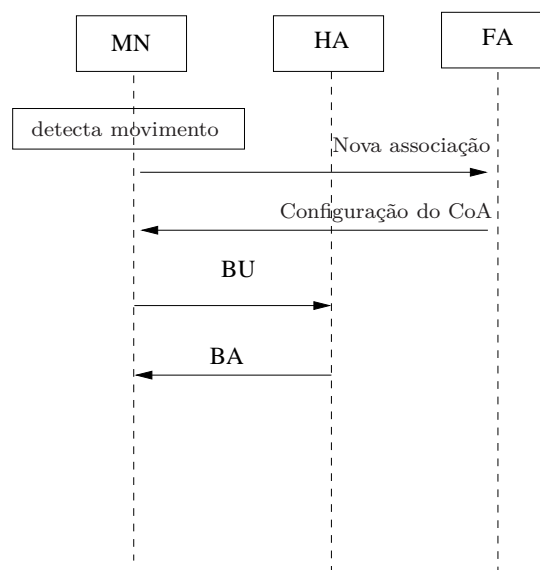 MN
HA
FA
detecta movimento
Nova associação
Configuração do CoA
BU
BA